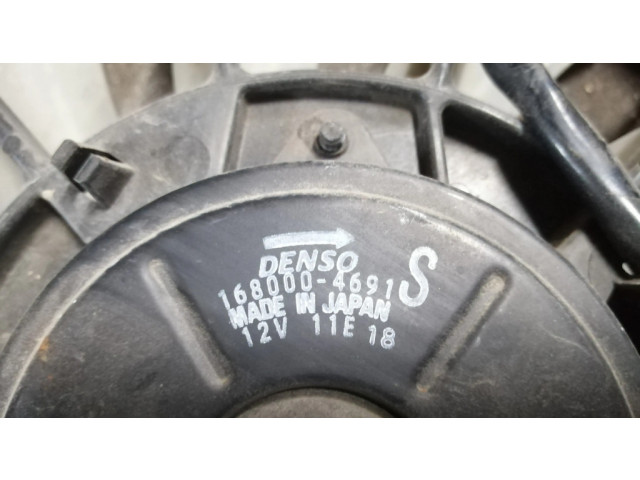 DENSO
168000-4691 S
MADE IN JAPAN
12V 11E 18